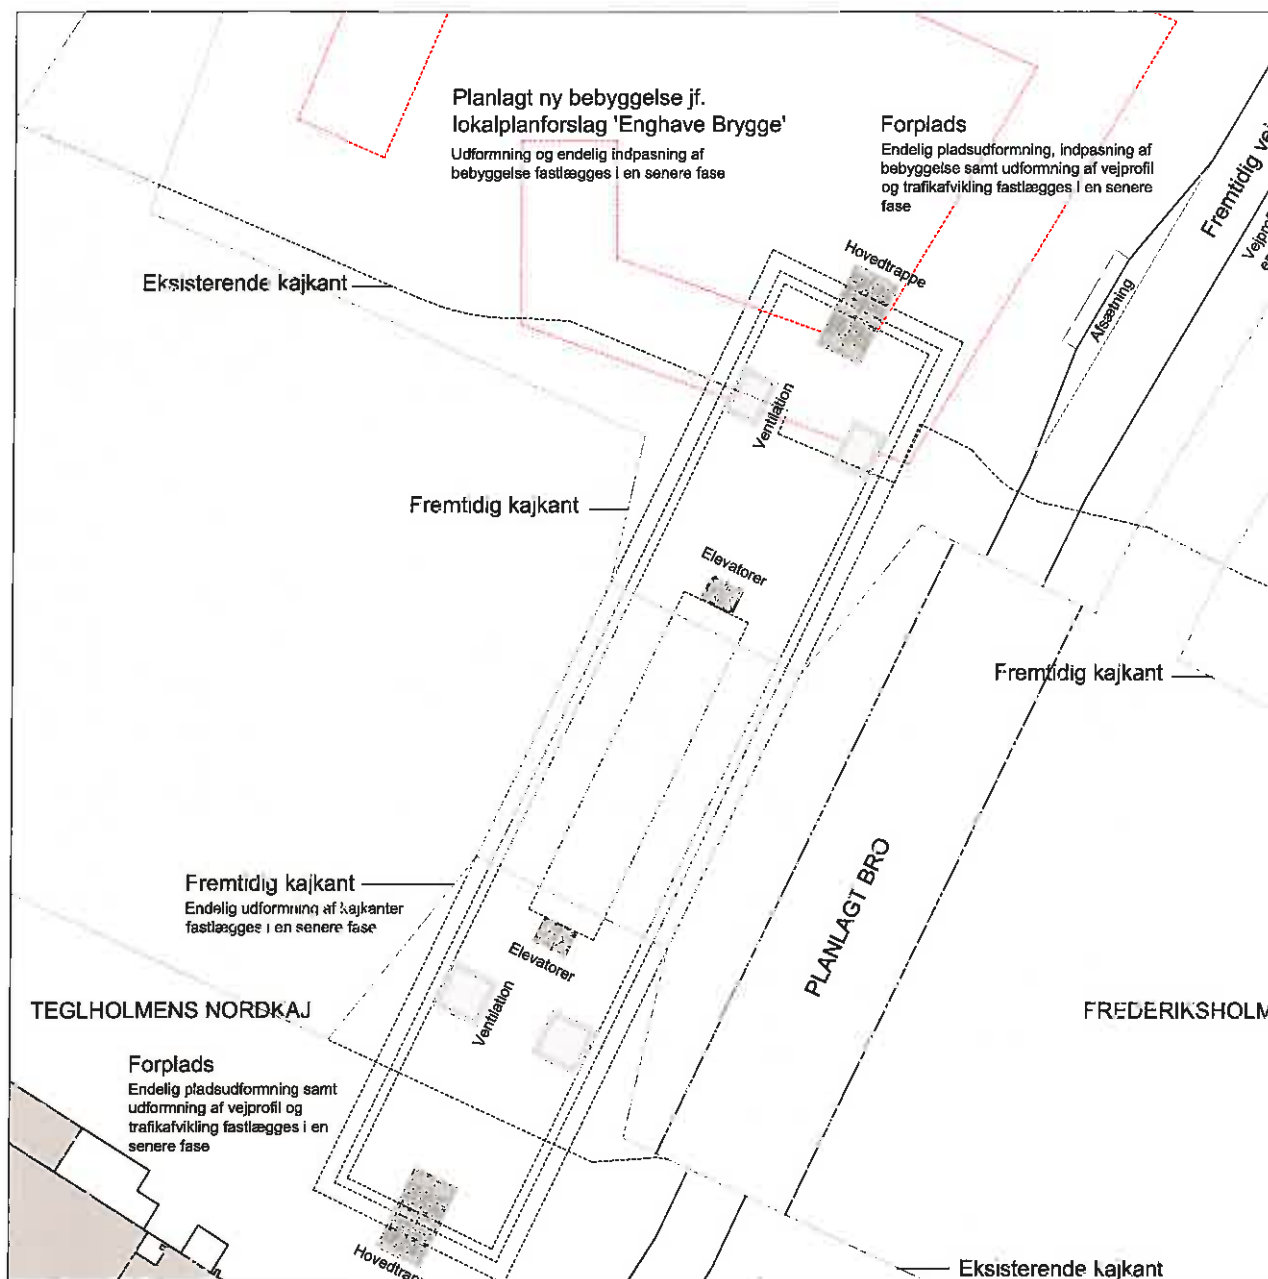 Planlagt ny bebyggelse jf.
lokalplanforslag 'Enghave Brygge'
Udformning og endelig indpasning af
bebyggelse fastlægges i en senere fase
Forplads
Endelig pladsudformning, indpasning af
bebyggelse samt udformning af vejprofil
og trafikafvikling fastlægges i en senere
fase
Fremtidig
Hovedtrappe
Eksisterende kajkant
Afsætning
Ventilation
Fremtidig kajkant
Elevatorer
Fremtidig kajkant
PLANLAGT BRO
Fremtidig kajkant
Endelig udformning af kajkanter
fastlægges i en senere fase
Elevatorer
Ventilation
TEGLHOLMENS NORDKAJ
FREDERIKSHOLM
Forplads
Endelig pladsudformning samt
udformning af vejprofil og
trafikafvikling fastlægges i en
senere fase
Hovedtrap
Eksisterende kajkant